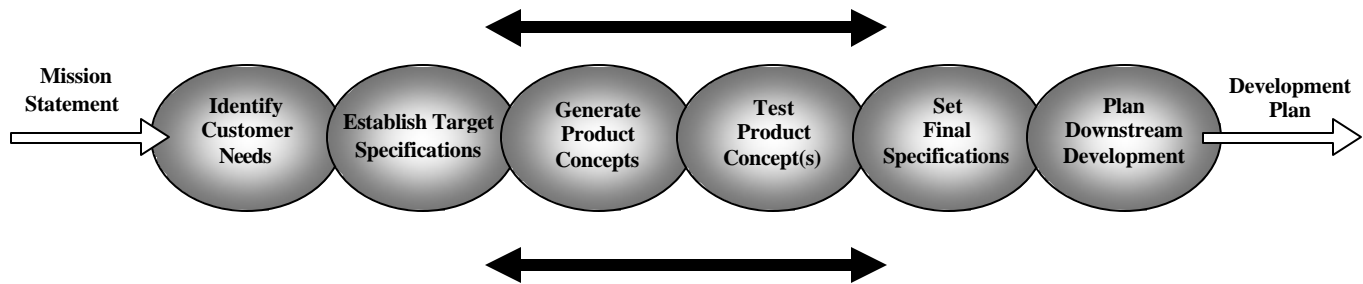 Mission
Statement
Identify
Customer
Needs
Establish Target
Specifications
Generate
Product
Concepts
Test
Product
Concept(s)
Set
Final
Specifications
Plan
Downstream
Development
Development
Plan